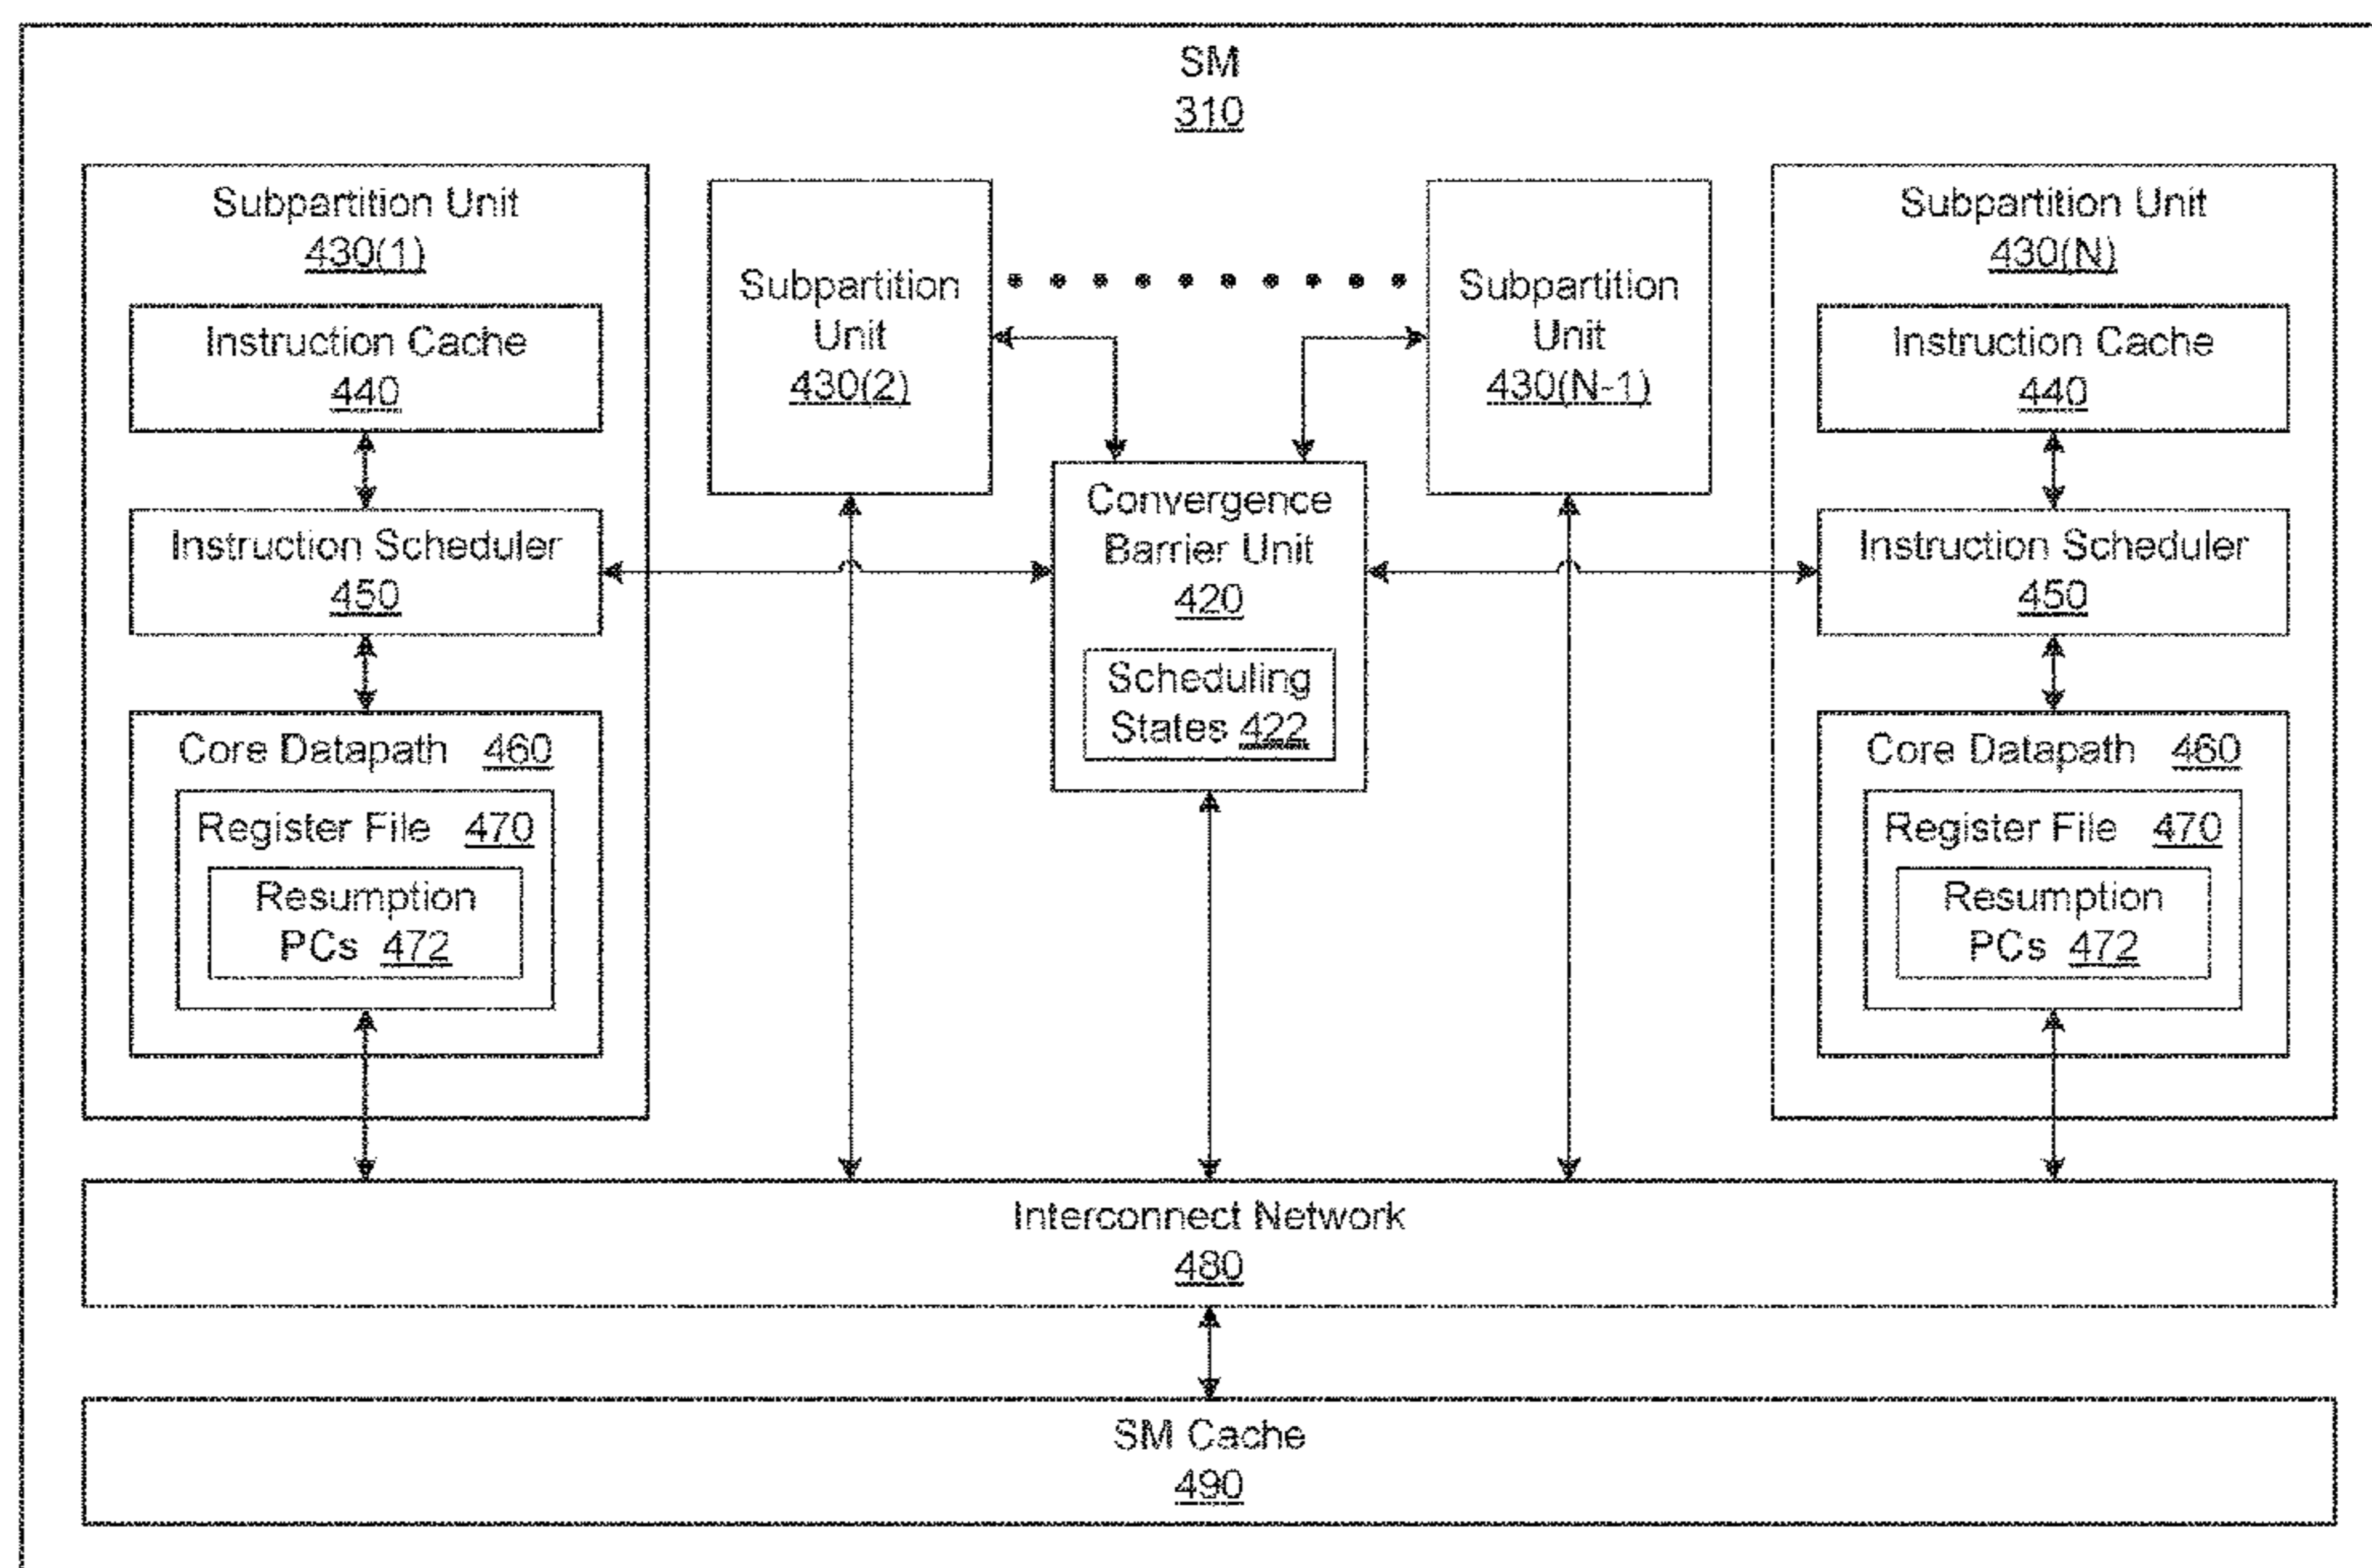 SM
310
Subpartition Unit
430(1)
Instruction Cache
440
Instruction Scheduler
450
Core Datapath 460
Register File 470
Resumption
PCs 472
Subpartition
Unit
430(2)
Convergence
Barrier Unit
420
Scheduling
States 422
Subpartition
Unit
430(N-1)
Subpartition Unit
430(N)
Instruction Cache
440
Instruction Scheduler
450
Core Datapath 460
Register File 470
Resumption
PCs 472
Interconnect Network
480
SM Cache
490